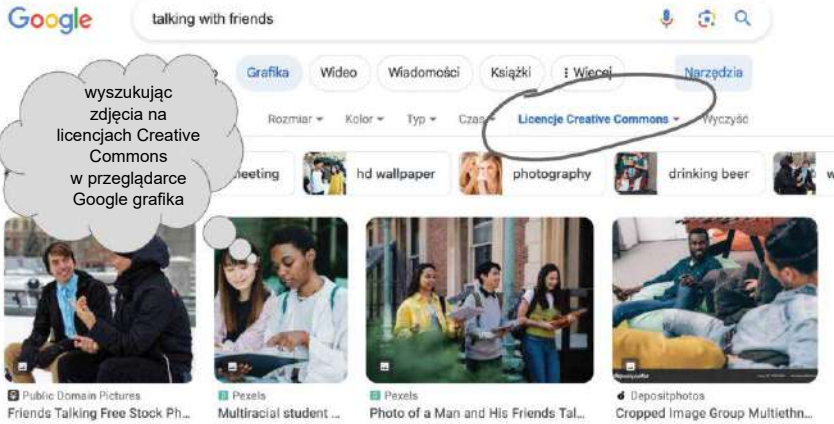 Google
talking with friends
Grafika Wideo Wiadomości Książki Więcej Narzędzia
wyszukując
zdjęcia na
licencjach Creative
Commons
w przeglądarce
Google grafika
Rozmiar Kolor Typ Czas Licencje Creative Commons Wyczyść
meeting hd wallpaper photography drinking beer
Public Domain Pictures
Friends Talking Free Stock Ph...
Pexels
Multiracial student ...
Pexels
Photo of a Man and His Friends Tal...
Depositphotos
Cropped Image Group Multiethn...